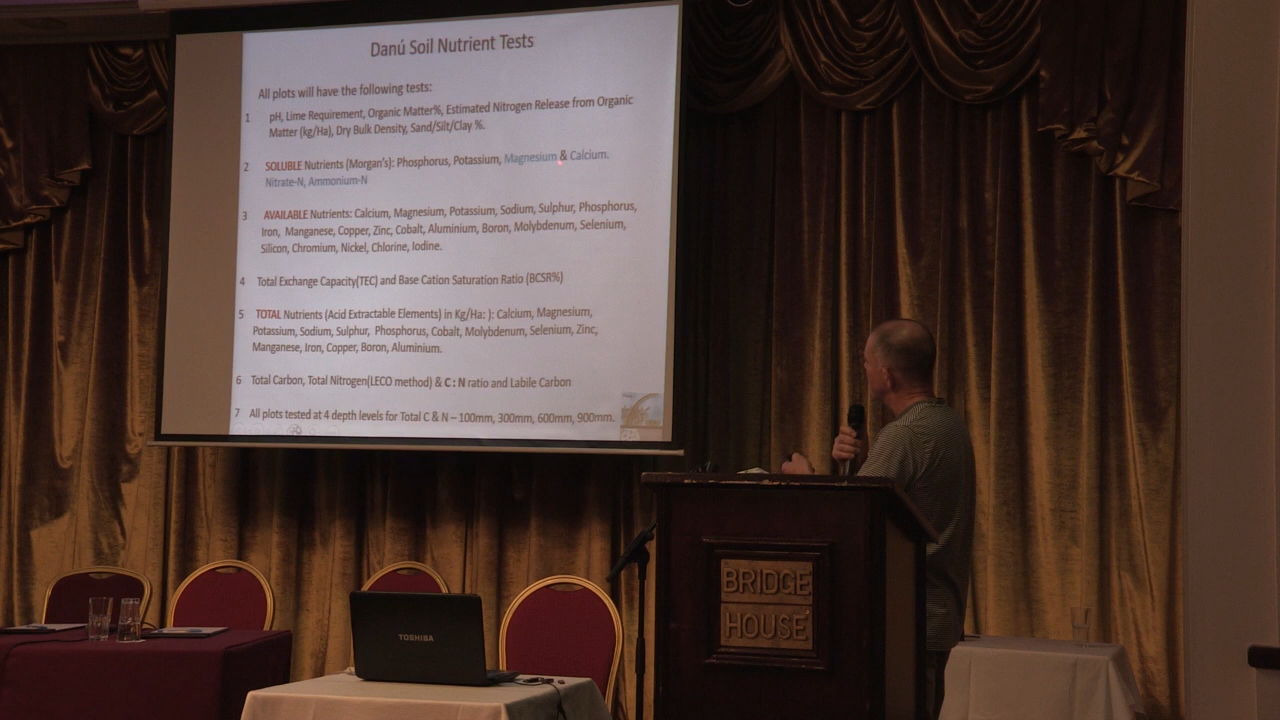 Danú Soil Nutrient Tests
All plots will have the following tests:
1 pH, Lime Requirement, Organic Matter%, Estimated Nitrogen Release from Organic
Matter (kg/Ha), Dry Bulk Density, Sand/Silt/Clay %.
2 SOLUBLE Nutrients (Morgan's): Phosphorus, Potassium, Magnesium & Calcium.
Nitrate-N, Ammonium-N
3 AVAILABLE Nutrients: Calcium, Magnesium, Potassium, Sodium, Sulphur, Phosphorus,
Iron, Manganese, Copper, Zinc, Cobalt, Aluminium, Boron, Molybdenum, Selenium,
Silicon, Chromium, Nickel, Chlorine, Iodine.
4 Total Exchange Capacity(TEC) and Base Cation Saturation Ratio (BCSR%)
5 TOTAL Nutrients (Acid Extractable Elements) in Kg/Ha: ): Calcium, Magnesium,
Potassium, Sodium, Sulphur, Phosphorus, Cobalt, Molybdenum, Selenium, Zinc,
Manganese, Iron, Copper, Boron, Aluminium.
6 Total Carbon, Total Nitrogen(LECO method) & C : N ratio and Labile Carbon
7 All plots tested at 4 depth levels for Total C & N – 100mm, 300mm, 600mm, 900mm.
BRIDGE
HOUSE
TOSHIBA